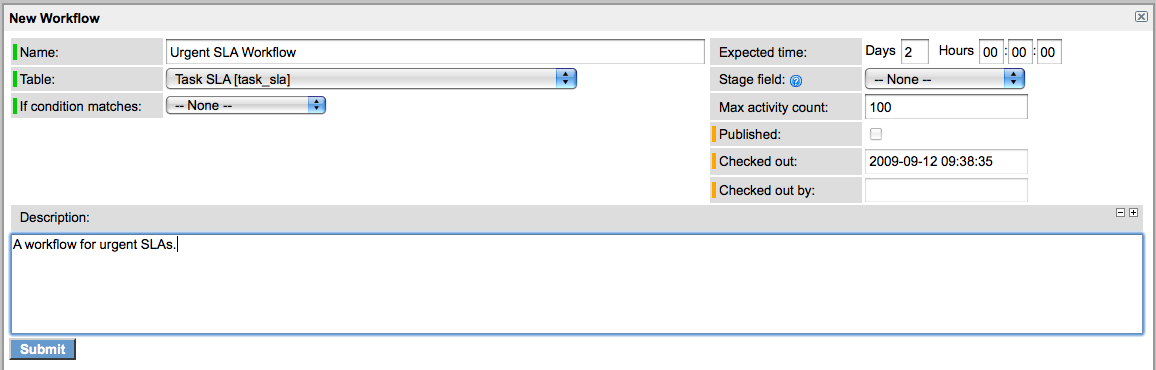 New Workflow
Name: Urgent SLA Workflow
Table: Task SLA [task_sla]
If condition matches: -- None --
Expected time: Days 2 Hours 00:00:00
Stage field: ? -- None --
Max activity count: 100
Published:
Checked out: 2009-09-12 09:38:35
Checked out by:
Description:
A workflow for urgent SLAs.
Submit